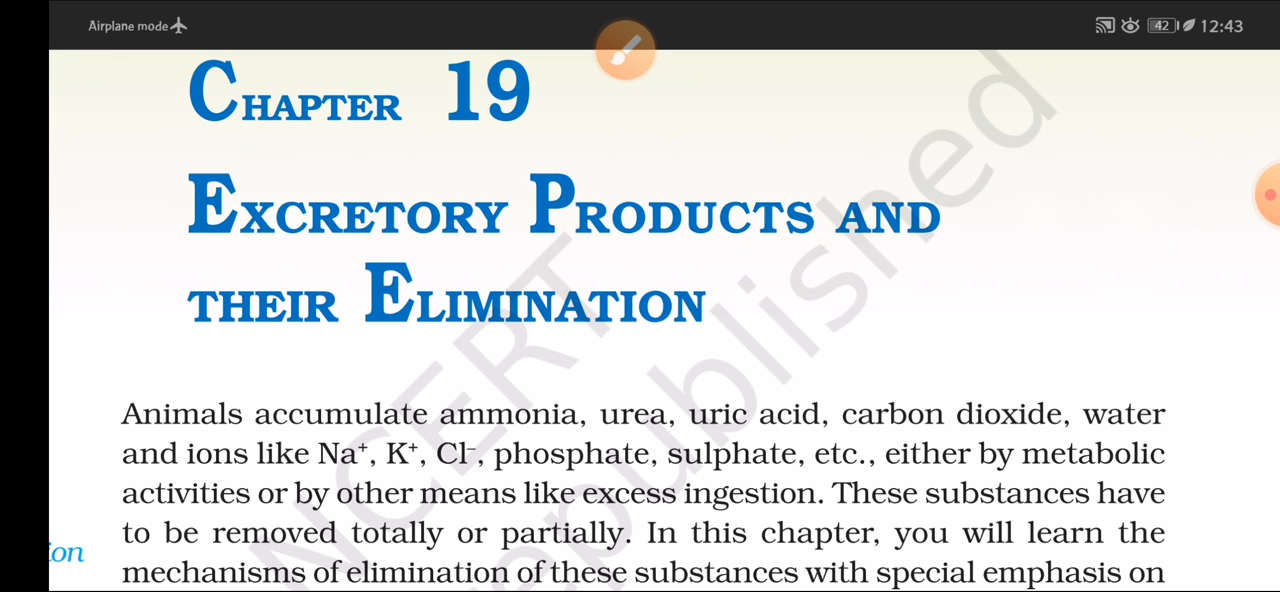 Airplane mode
42 12:43
CHAPTER 19
EXCRETORY PRODUCTS AND
THEIR ELIMINATION
Animals accumulate ammonia, urea, uric acid, carbon dioxide, water
and ions like Na⁺, K⁺, Cl⁻, phosphate, sulphate, etc., either by metabolic
activities or by other means like excess ingestion. These substances have
to be removed totally or partially. In this chapter, you will learn the
ion
mechanisms of elimination of these substances with special emphasis on
NCERT
republished